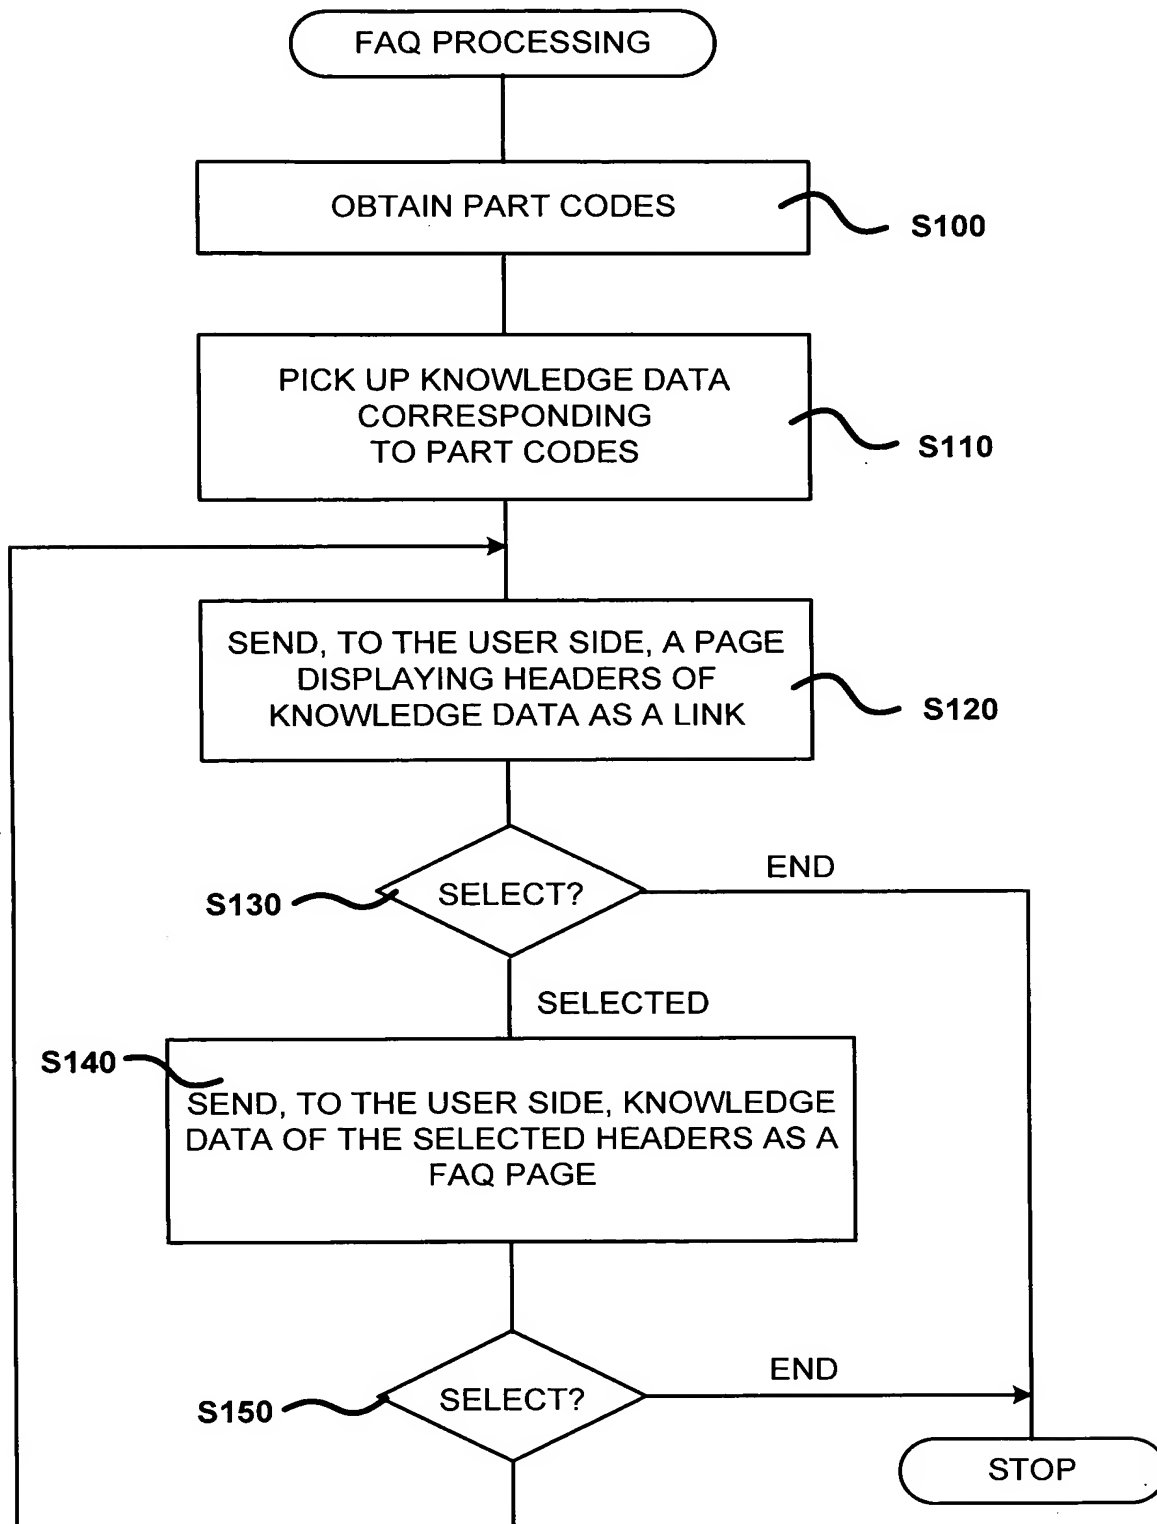 FAQ PROCESSING
OBTAIN PART CODES
S100
PICK UP KNOWLEDGE DATA
CORRESPONDING
TO PART CODES
S110
SEND, TO THE USER SIDE, A PAGE
DISPLAYING HEADERS OF
KNOWLEDGE DATA AS A LINK
S120
END
SELECT?
S130
SELECTED
S140
SEND, TO THE USER SIDE, KNOWLEDGE
DATA OF THE SELECTED HEADERS AS A
FAQ PAGE
END
SELECT?
S150
STOP